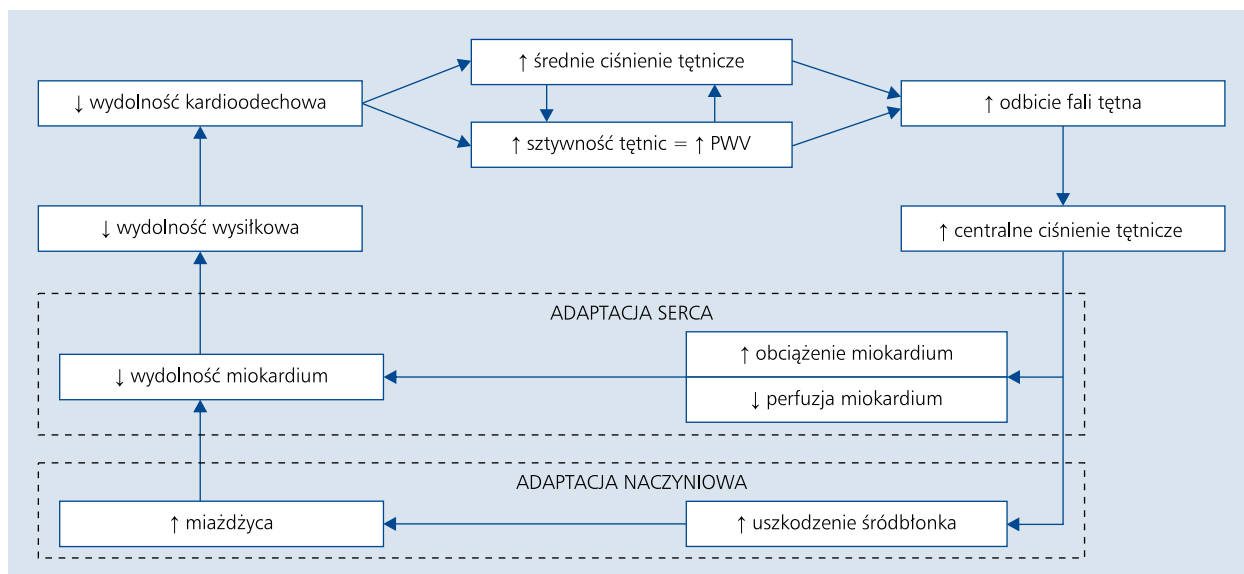 ↑ średnie ciśnienie tętnicze
↓ wydolność kardioodechowa
↑ odbicie fali tętna
↑ sztywność tętnic = ↑ PWV
↓ wydolność wysiłkowa
↑ centralne ciśnienie tętnicze
ADAPTACJA SERCA
↑ obciążenie miokardium
↓ wydolność miokardium
↓ perfuzja miokardium
ADAPTACJA NACZYNIOWA
↑ miażdżyca
↑ uszkodzenie śródbłonka